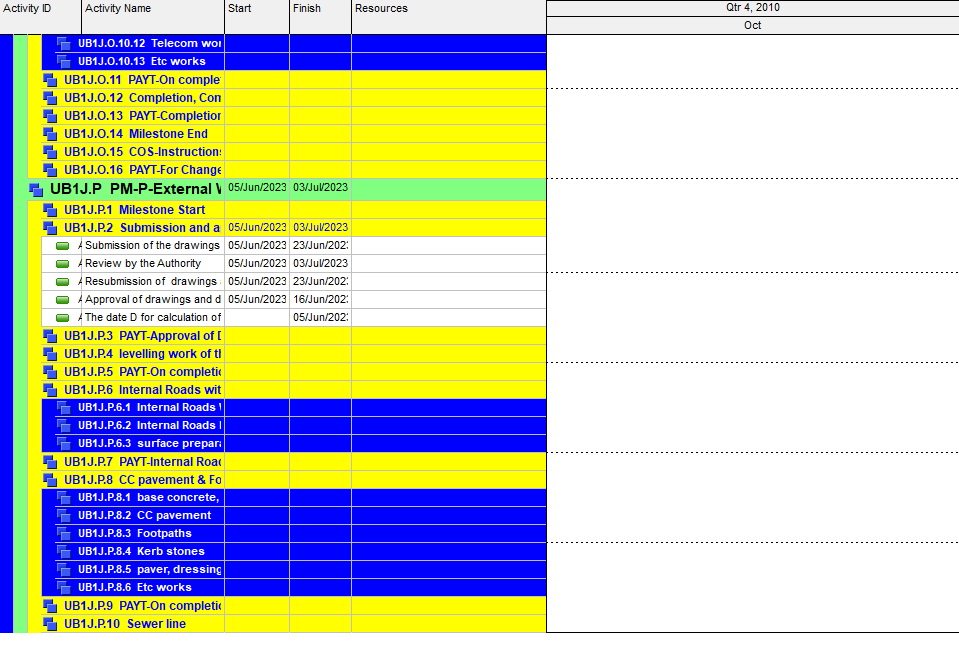 Activity ID Activity Name Start Finish Resources Qtr 4, 2010
Oct
UB1J.O.10.12 Telecom
UB1J.O.10.13 Etc works
UB1J.O.11 PAYT-On
UB1J.O.12 Completion,
UB1J.O.13 PAYT-Completion
UB1J.O.14 Milestone End
UB1J.O.15 COS-Instructions
UB1J.O.16 PAYT-For Change
UB1J.P PM-P-External 05/Jun/2023 03/Jul/2023
UB1J.P.1 Milestone Start
UB1J.P.2 Submission and a 05/Jun/2023 03/Jul/2023
Submission of the drawings 05/Jun/2023 23/Jun/202
Review by the Authority 05/Jun/2023 03/Jul/2023
Resubmission of drawings 05/Jun/2023 23/Jun/202
Approval of drawings and d 05/Jun/2023 16/Jun/202
The date D for calculation of 05/Jun/202
UB1J.P.3 PAYT-Approval of
UB1J.P.4 levelling work of
UB1J.P.5 PAYT-On
UB1J.P.6 Internal Roads wit
UB1J.P.6.1 Internal Roads
UB1J.P.6.2 Internal Roads
UB1J.P.6.3 surface
UB1J.P.7 PAYT-Internal
UB1J.P.8 CC pavement & Fo
UB1J.P.8.1 base concrete,
UB1J.P.8.2 CC pavement
UB1J.P.8.3 Footpaths
UB1J.P.8.4 Kerb stones
UB1J.P.8.5 paver, dressing
UB1J.P.8.6 Etc works
UB1J.P.9 PAYT-On
UB1J.P.10 Sewer line